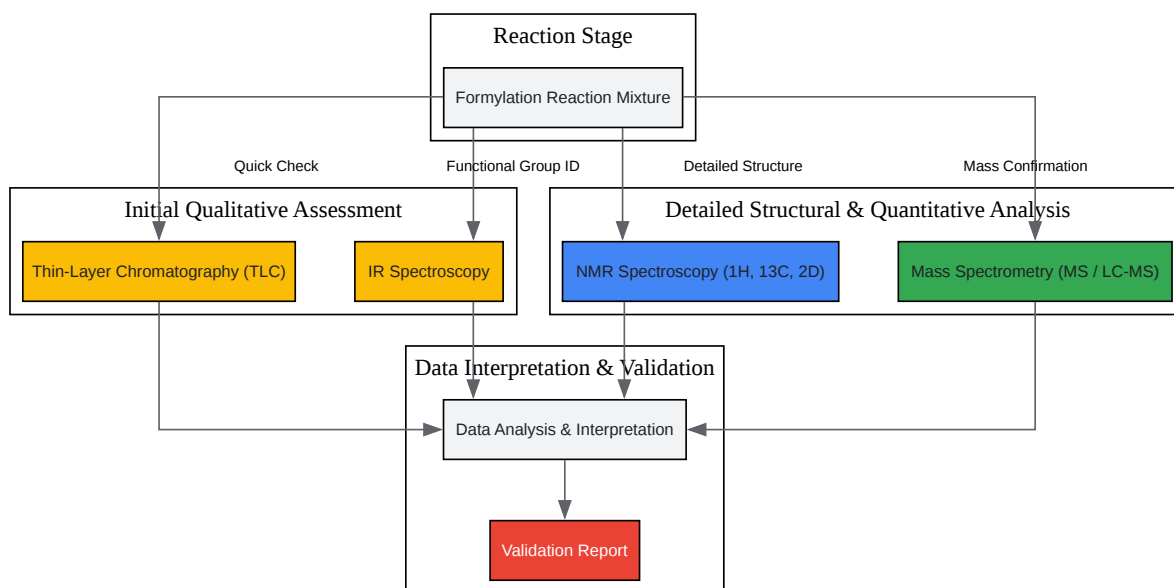 Reaction Stage
Formylation Reaction Mixture
Quick Check
Functional Group ID
Detailed Structure
Mass Confirmation
Initial Qualitative Assessment
Detailed Structural & Quantitative Analysis
Thin-Layer Chromatography (TLC)
IR Spectroscopy
NMR Spectroscopy (1H, 13C, 2D)
Mass Spectrometry (MS / LC-MS)
Data Interpretation & Validation
Data Analysis & Interpretation
Validation Report